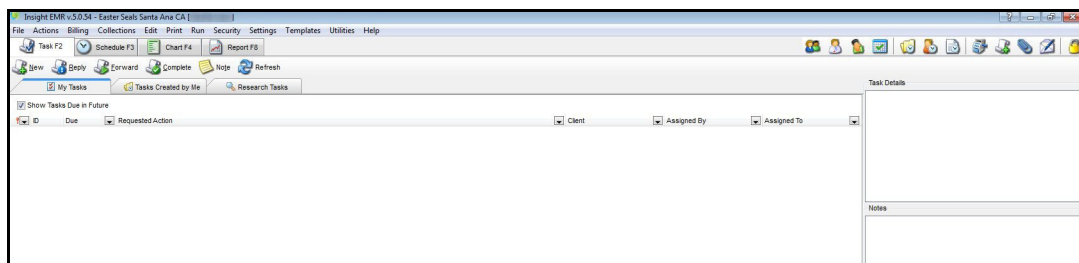 Insight EMR v.5.0.54 - Easter Seals Santa Ana CA [ ]
File Actions Billing Collections Edit Print Run Security Settings Templates Utilities Help
Task F2 Schedule F3 Chart F4 Report F8
New Reply Forward Complete Note Refresh
My Tasks Tasks Created by Me Research Tasks Task Details
Show Tasks Due in Future
ID Due Requested Action Client Assigned By Assigned To
Notes